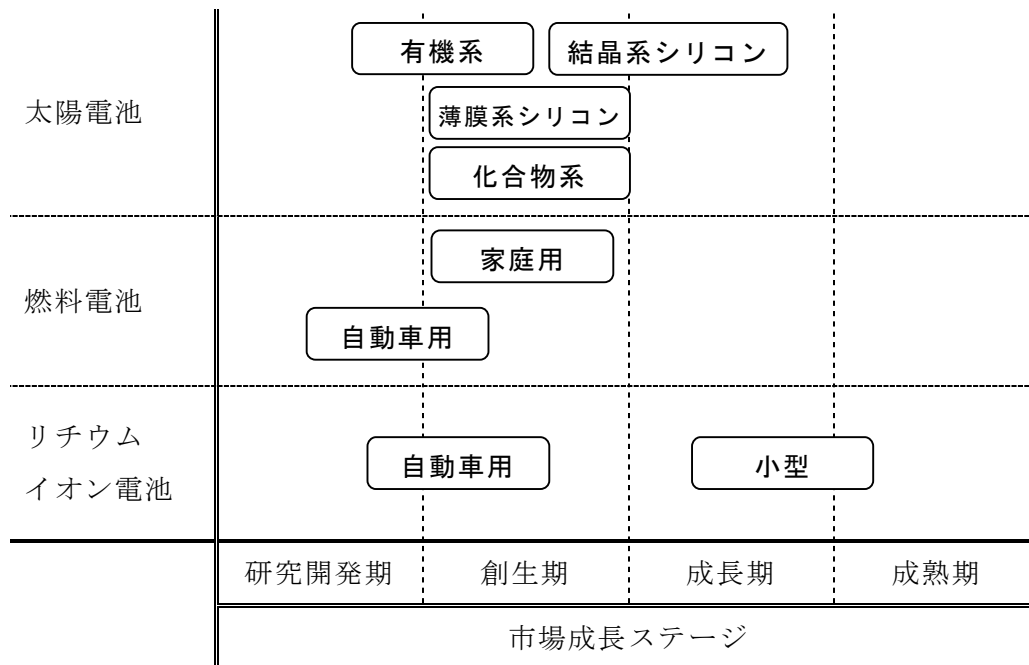 有機系
結晶系シリコン
太陽電池
薄膜系シリコン
化合物系
家庭用
燃料電池
自動車用
リチウム
イオン電池
自動車用
小型
研究開発期
創生期
成長期
成熟期
市場成長ステージ